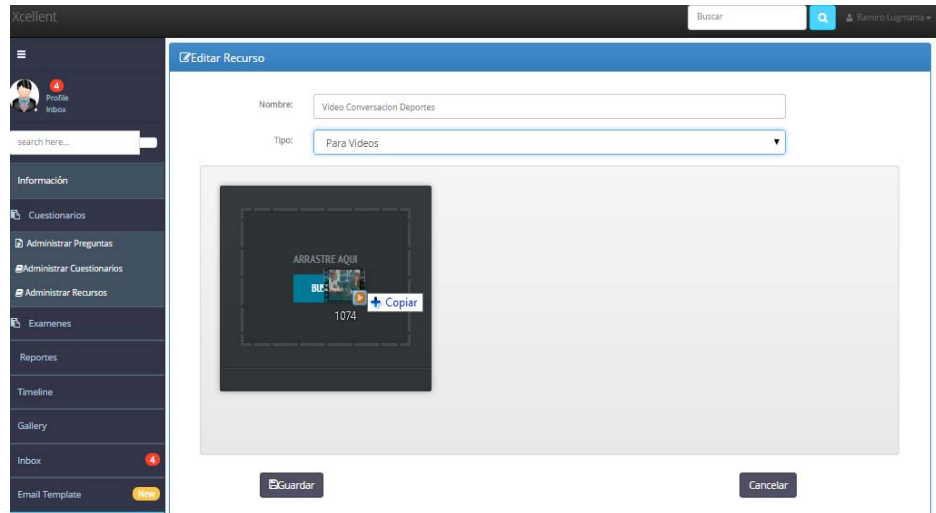 Xcellent
Buscar
Ramiro Lugmania
Editar Recurso
4
Profile
Inbox
search here...
Información
Cuestionarios
Administrar Preguntas
Administrar Cuestionarios
Administrar Recursos
Examenes
Reportes
Timeline
Gallery
Inbox 4
Email Template New
Nombre: Video Conversacion Deportes
Tipo: Para Videos
ARRASTRE AQUI
Copiar
1074
Guardar
Cancelar